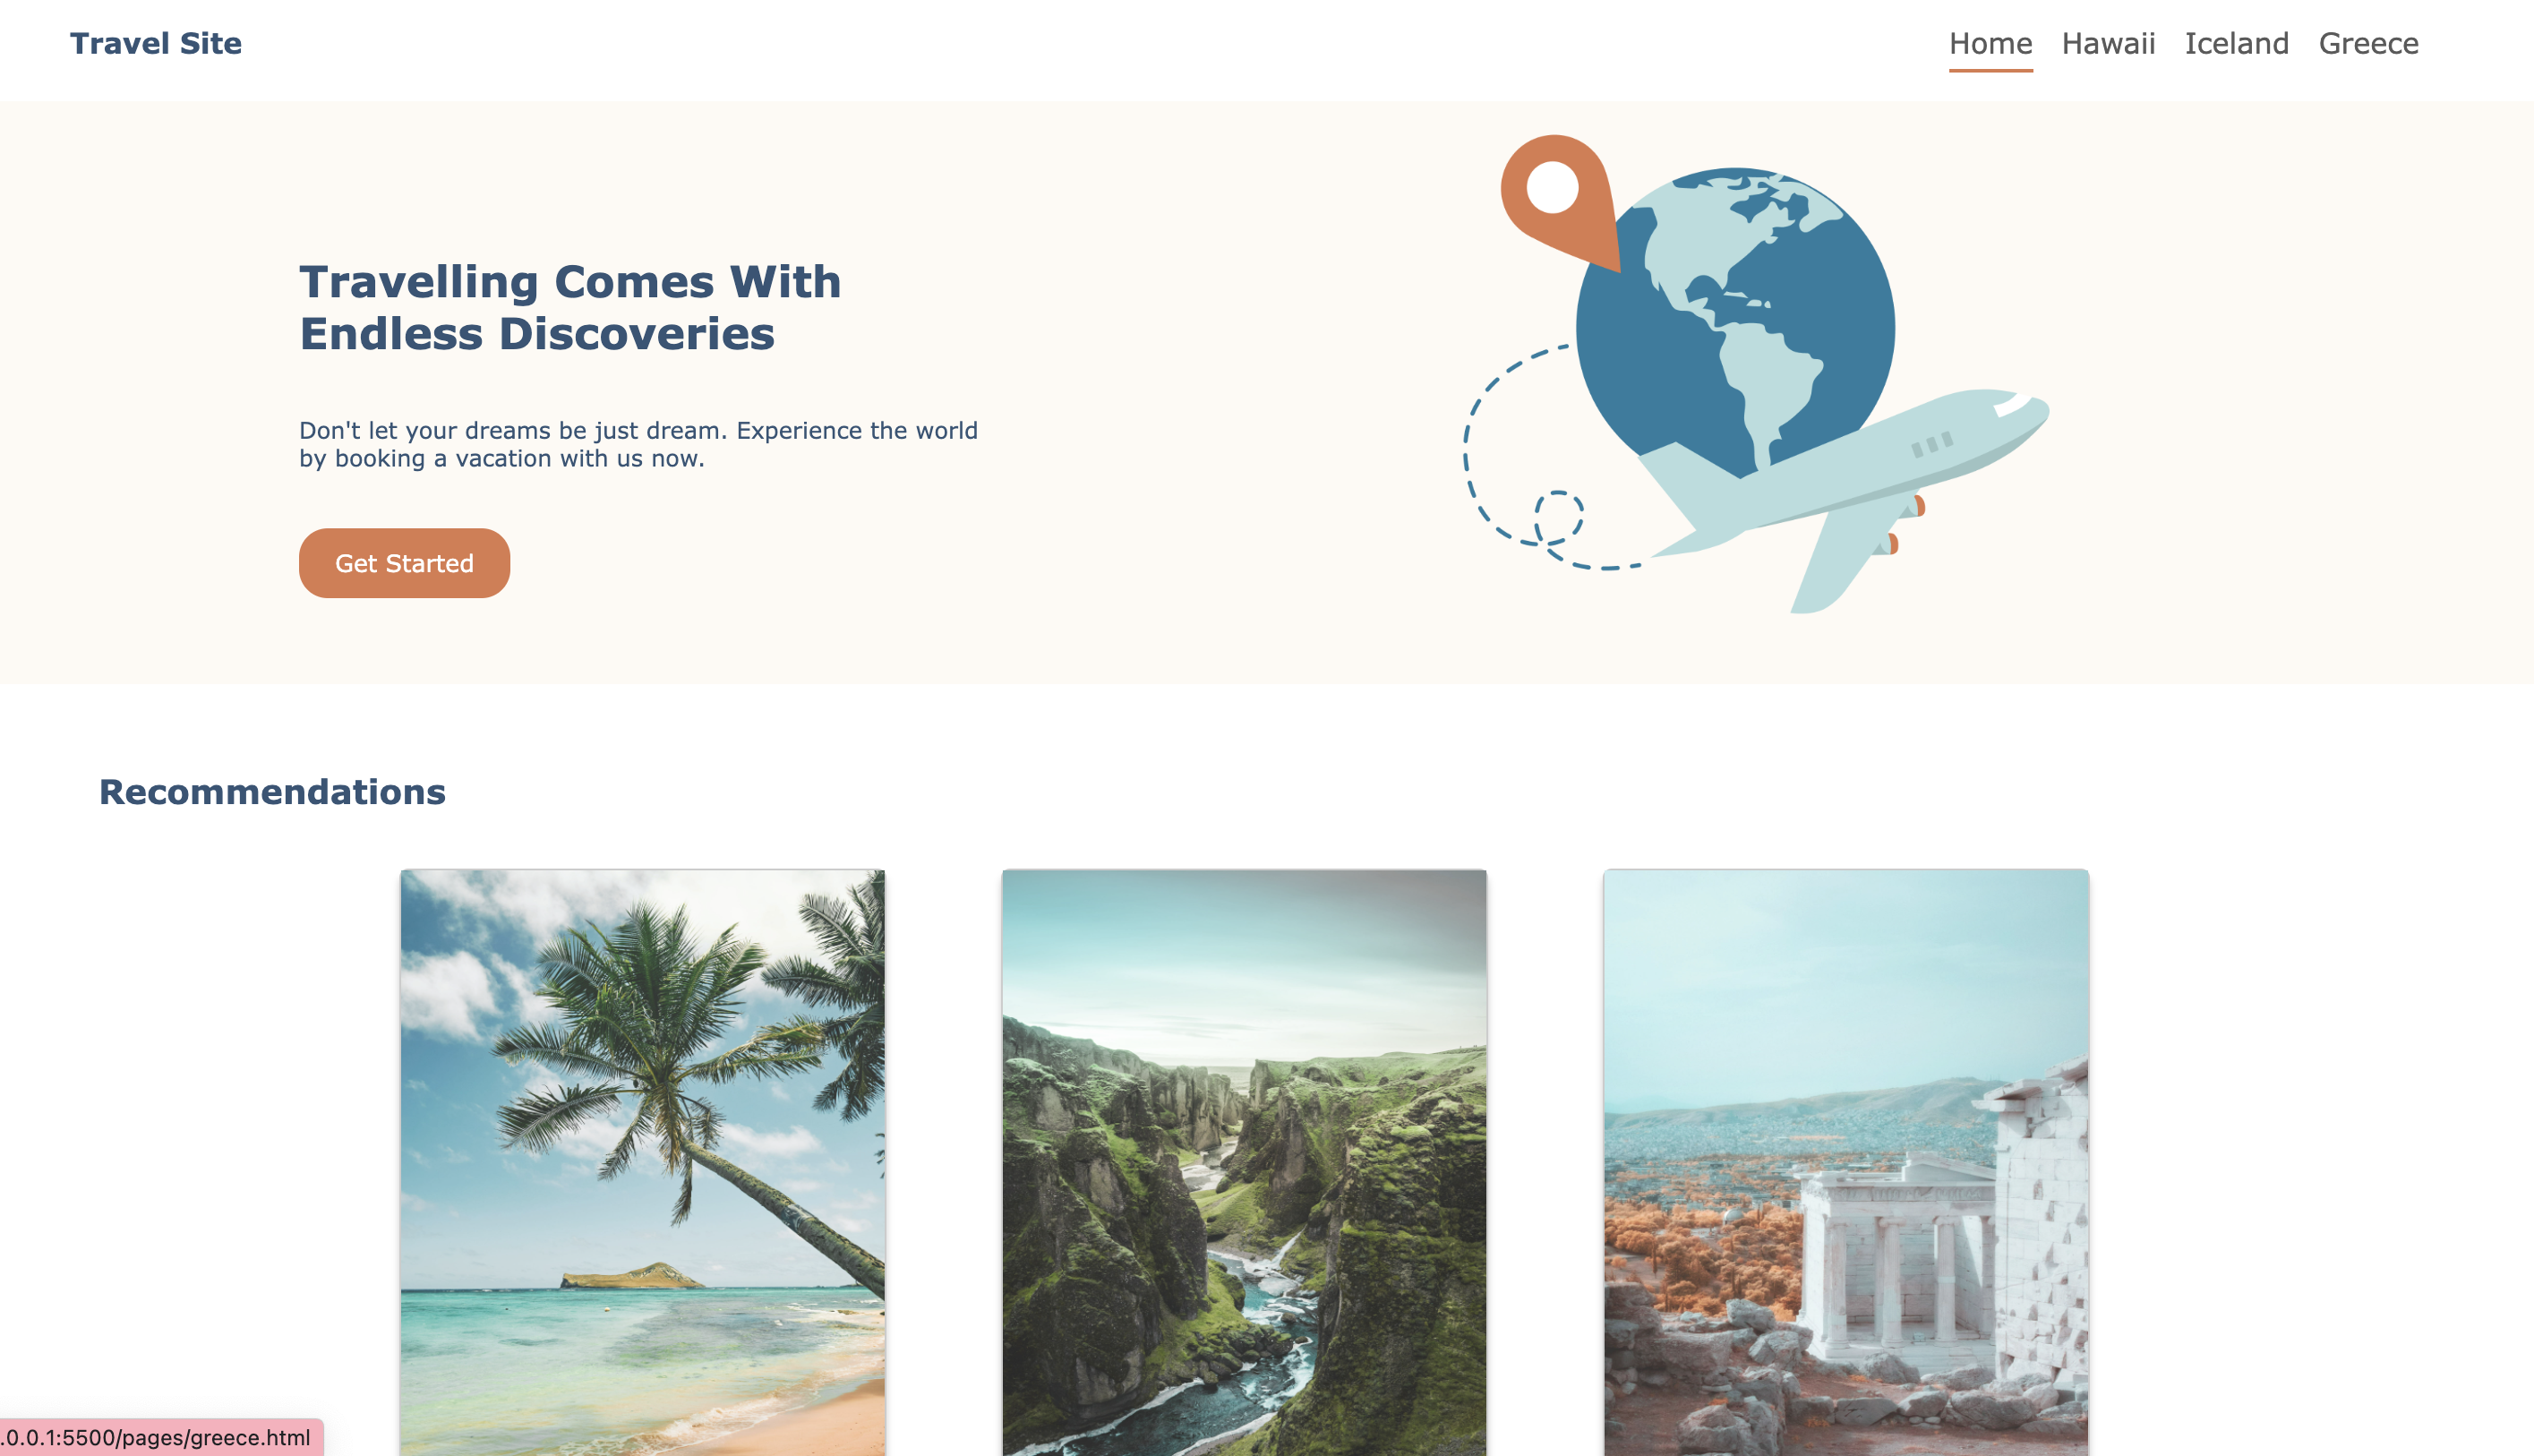 Travel Site
Home Hawaii Iceland Greece
Travelling Comes With
Endless Discoveries
Don't let your dreams be just dream. Experience the world
by booking a vacation with us now.
Get Started
Recommendations
.0.0.1:5500/pages/greece.html